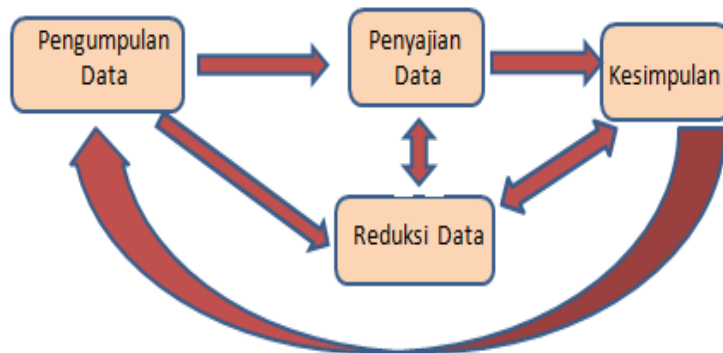 Pengumpulan
Data
Penyajian
Data
Kesimpulan
Reduksi Data